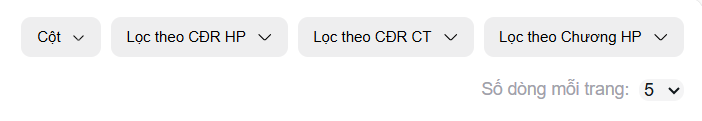 Cột Lọc theo CĐR HP Lọc theo CĐR CT Lọc theo Chương HP
Số dòng mỗi trang: 5